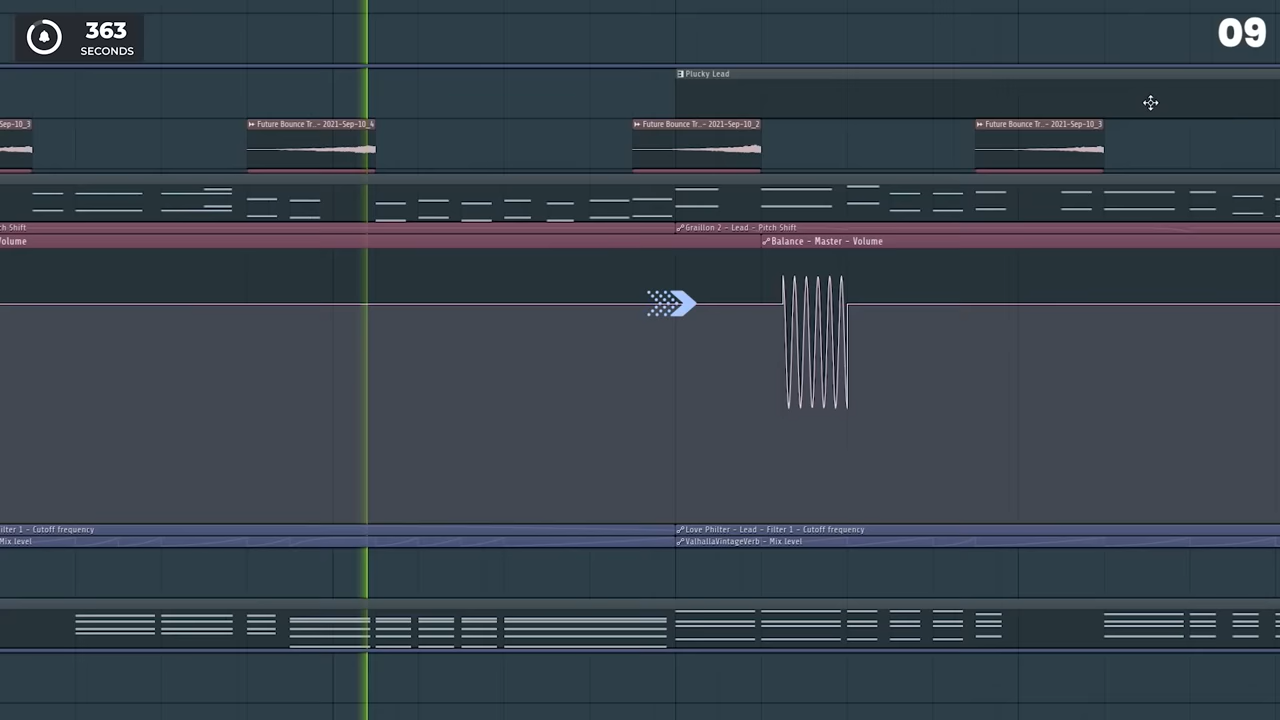 363
SECONDS
09
Plucky Lead
Sep-10_3
Future Bounce Tr..- 2021-Sep-10_4
Future Bounce Tr..- 2021-Sep-10_2
Future Bounce Tr..- 2021-Sep-10_3
ch Shift
Graillon 2 - Lead - Pitch Shift
Volume
Balance - Master - Volume
ilter 1 - Cutoff frequency
Love Philter - Lead - Filter 1 - Cutoff frequency
Mix level
ValhallaVintageVerb - Mix level